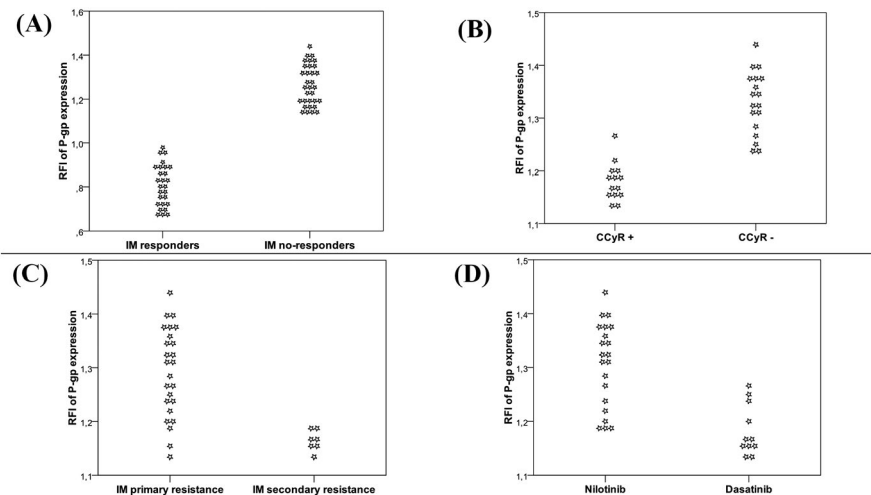 (A)
RFI of P-gp expression
1,6
1,4
1,2
1,0
,8
,6
IM responders IM no-responders
(B)
RFI of P-gp expression
1,5
1,4
1,3
1,2
1,1
CCyR + CCyR -
(C)
RFI of P-gp expression
1,5
1,4
1,3
1,2
1,1
IM primary resistance IM secondary resistance
(D)
RFI of P-gp expression
1,5
1,4
1,3
1,2
1,1
Nilotinib Dasatinib